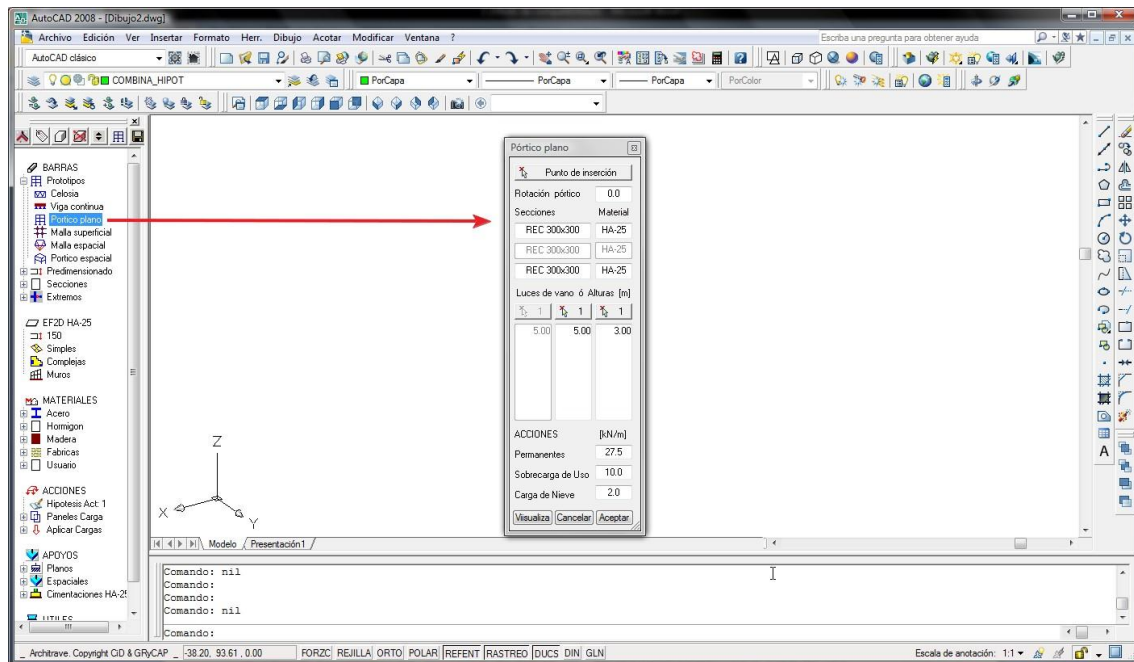 AutoCAD 2008 - [Dibujo2.dwg]
Archivo Edición Ver Insertar Formato Herr. Dibujo Acotar Modificar Ventana ?
Escriba una pregunta para obtener ayuda
AutoCAD clásico
COMBINA_HIPOT
PorCapa
PorCapa
PorCapa
PorColor
BARRAS
Prototipos
Celosia
Viga continua
Portico plano
Malla superficial
Malla espacial
Portico espacial
Predimensionado
Secciones
Extremos
EF2D HA-25
150
Simples
Complejas
Muros
MATERIALES
Acero
Hormigon
Madera
Fabricas
Usuario
ACCIONES
Hipotesis Act: 1
Paneles Carga
Aplicar Cargas
APOYOS
Planos
Espaciales
Cimentaciones HA-25
UTILES
Pórtico plano
Punto de inserción
Rotación pórtico 0.0
Secciones Material
REC 300x300 HA-25
REC 300x300 HA-25
REC 300x300 HA-25
Luces de vano ó Alturas [m]
1 1 1
5.00 5.00 3.00
ACCIONES [kN/m]
Permanentes 27.5
Sobrecarga de Uso 10.0
Carga de Nieve 2.0
Visualiza Cancelar Aceptar
Z
X
Y
A
Modelo Presentación1
Comando: nil
Comando:
Comando:
Comando: nil
Comando:
_ Architrave. Copyright CiD & GRyCAP _ -38.20, 93.61 , 0.00 FORZC REJILLA ORTO POLAR REFENT RASTREO DUCS DIN GLN Escala de anotación: 1:1